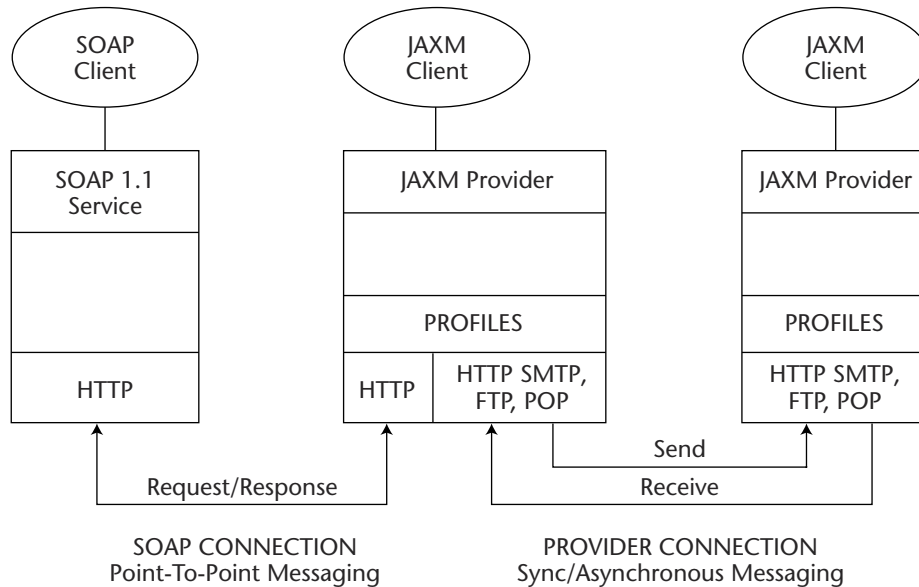 SOAP
Client
JAXM
Client
JAXM
Client
SOAP 1.1
Service
JAXM Provider
JAXM Provider
PROFILES
PROFILES
HTTP
HTTP
HTTP SMTP,
FTP, POP
HTTP SMTP,
FTP, POP
Send
Request/Response
Receive
SOAP CONNECTION
Point-To-Point Messaging
PROVIDER CONNECTION
Sync/Asynchronous Messaging